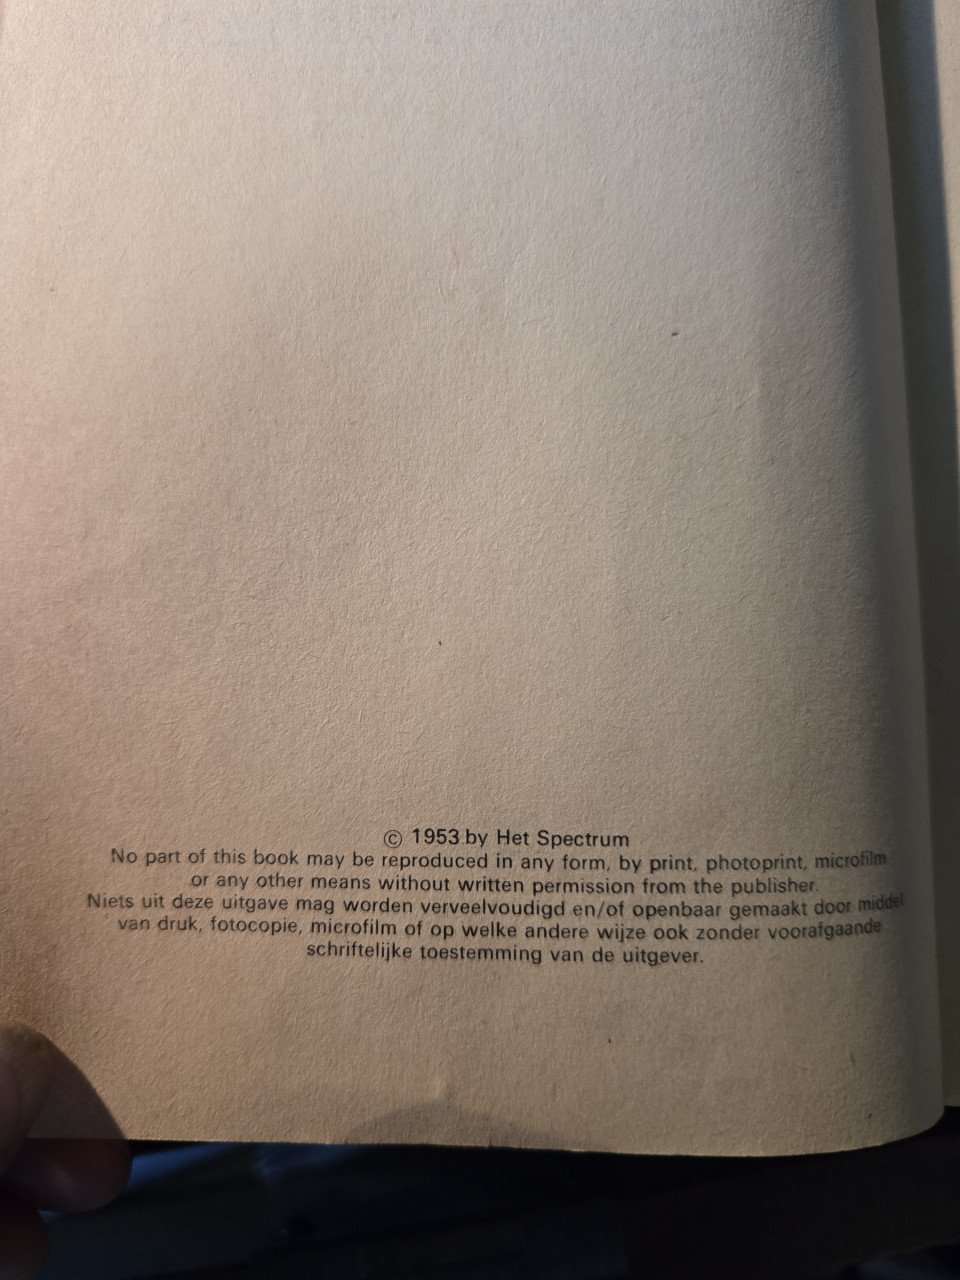 © 1953 by Het Spectrum
No part of this book may be reproduced in any form, by print, photoprint, microfilm
or any other means without written permission from the publisher.
Niets uit deze uitgave mag worden verveelvoudigd en/of openbaar gemaakt door middel
van druk, fotocopie, microfilm of op welke andere wijze ook zonder voorafgaande
schriftelijke toestemming van de uitgever.